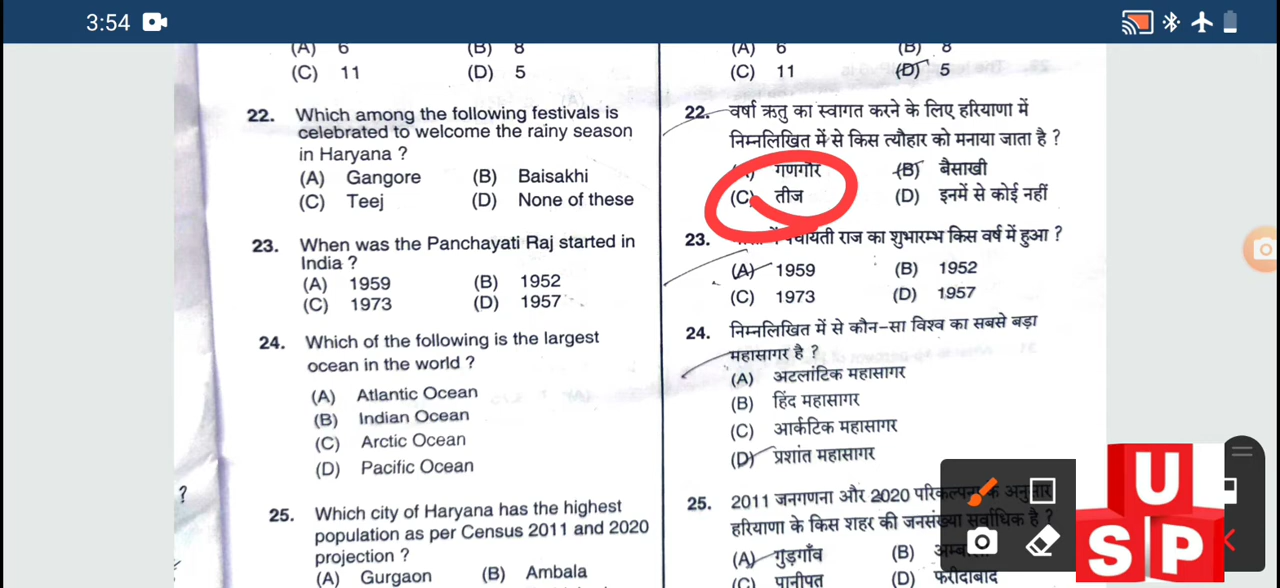 3:54
(A) 6 (B) 8
(C) 11 (D) 5
22. Which among the following festivals is
celebrated to welcome the rainy season
in Haryana ?
(A) Gangore (B) Baisakhi
(C) Teej (D) None of these
23. When was the Panchayati Raj started in
India ?
(A) 1959 (B) 1952
(C) 1973 (D) 1957
24. Which of the following is the largest
ocean in the world ?
(A) Atlantic Ocean
(B) Indian Ocean
(C) Arctic Ocean
(D) Pacific Ocean
?
25. Which city of Haryana has the highest
population as per Census 2011 and 2020
projection ?
(A) Gurgaon (B) Ambala
(A) 6 (B) 8
(C) 11 (D) 5
22. वर्षा ऋतु का स्वागत करने के लिए हरियाणा में
निम्नलिखित में से किस त्यौहार को मनाया जाता है ?
गणगौर (B) बैसाखी
(C) तीज (D) इनमें से कोई नहीं
23. में पंचायती राज का शुभारम्भ किस वर्ष में हुआ ?
(A) 1959 (B) 1952
(C) 1973 (D) 1957
24. निम्नलिखित में से कौन-सा विश्व का सबसे बड़ा
महासागर है ?
(A) अटलांटिक महासागर
(B) हिंद महासागर
(C) आर्कटिक महासागर
(D) प्रशांत महासागर
25. 2011 जनगणना और 2020 परिकल्पना के अनुसार
हरियाणा के किस शहर की जनसंख्या सर्वाधिक है ?
(A) गुड़गाँव (B)
(C) पानीपत (D) फरीदाबाद
U
S P